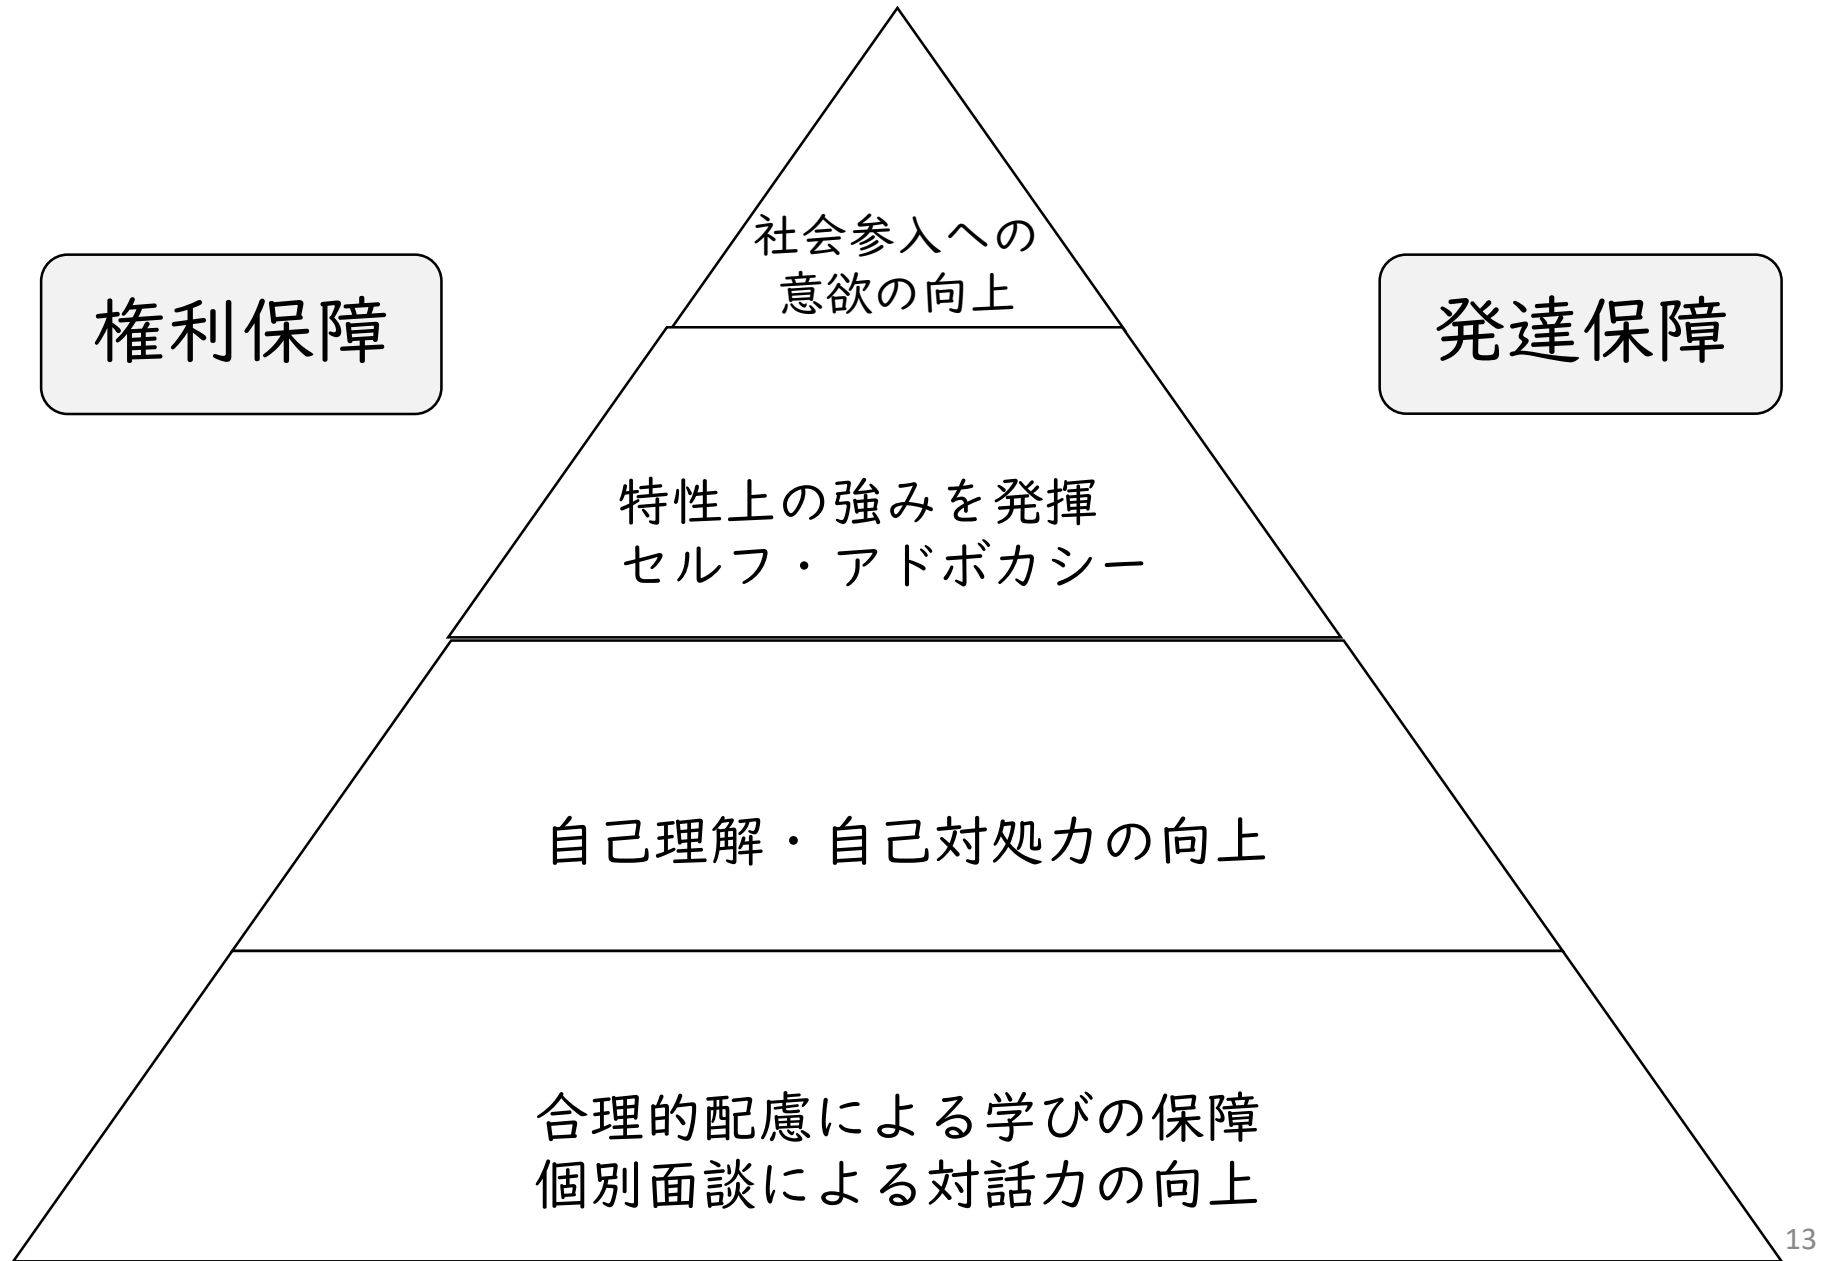 社会参入への
意欲の向上
権利保障
発達保障
特性上の強みを発揮
セルフ・アドボカシー
自己理解・自己対処力の向上
合理的配慮による学びの保障
個別面談による対話力の向上
13